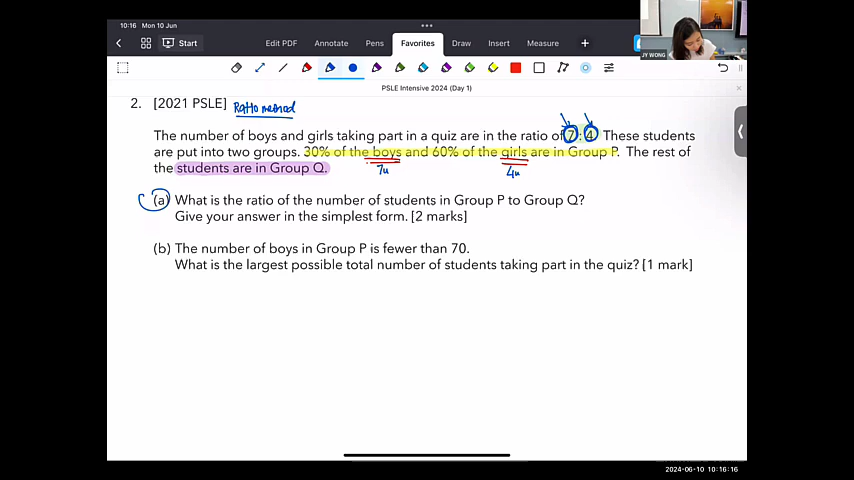 10:16 Mon 10 Jun
Start
Edit PDF Annotate Pens Favorites Draw Insert Measure
JY WONG
PSLE Intensive 2024 (Day 1)
2. [2021 PSLE] Ratio method
The number of boys and girls taking part in a quiz are in the ratio of 7:4. These students
are put into two groups. 30% of the boys and 60% of the girls are in Group P. The rest of
the students are in Group Q.
7u 4u
(a) What is the ratio of the number of students in Group P to Group Q?
Give your answer in the simplest form. [2 marks]
(b) The number of boys in Group P is fewer than 70.
What is the largest possible total number of students taking part in the quiz? [1 mark]
2024-06-10 10:16:16